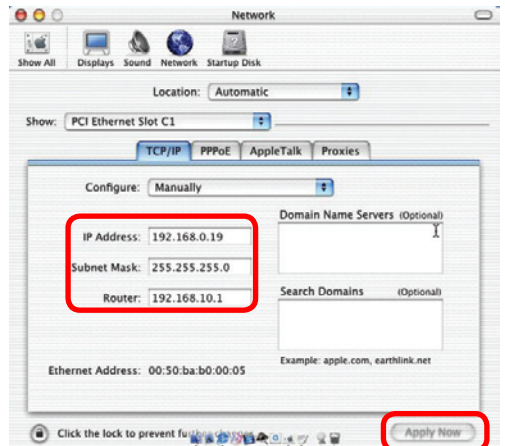 Network
Show All Displays Sound Network Startup Disk
Location: Automatic
Show: PCI Ethernet Slot C1
TCP/IP PPPoE AppleTalk Proxies
Configure: Manually
Domain Name Servers (Optional)
IP Address: 192.168.0.19
Subnet Mask: 255.255.255.0
Search Domains (Optional)
Router: 192.168.10.1
Example: apple.com, earthlink.net
Ethernet Address: 00:50:ba:b0:00:05
Click the lock to prevent
Apply Now